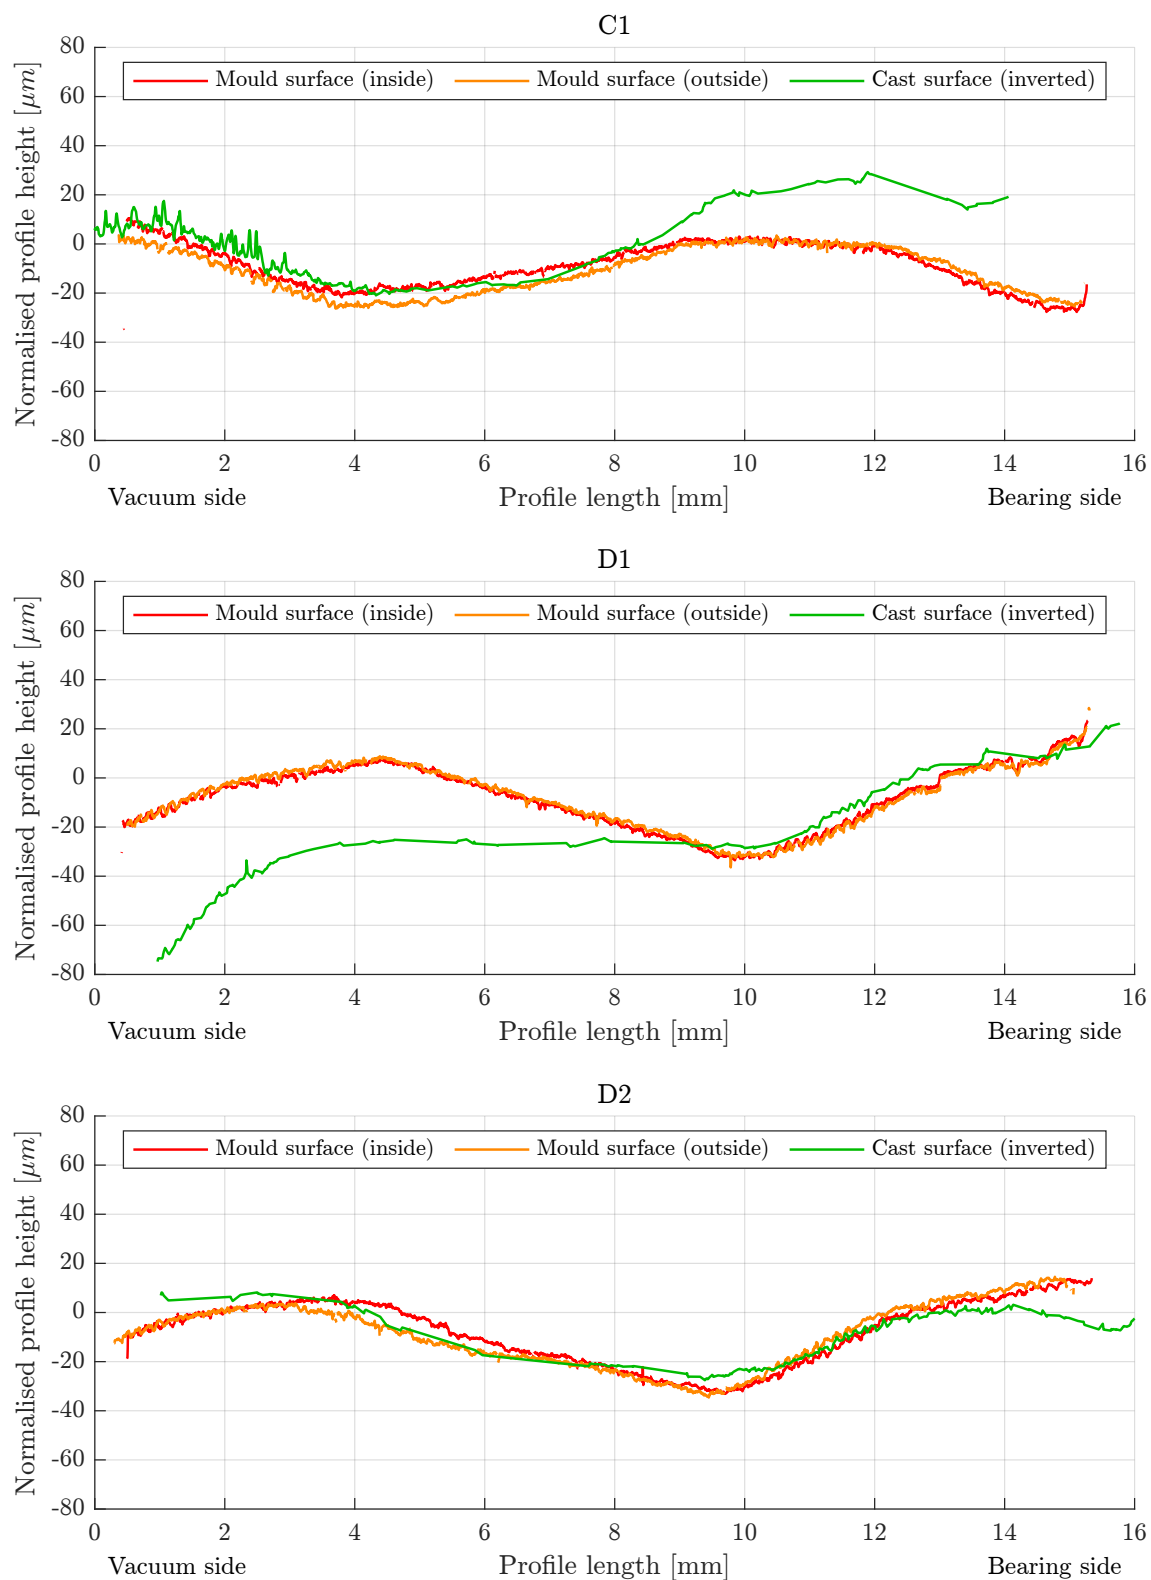 C1
80
Mould surface (inside) Mould surface (outside) Cast surface (inverted)
60
40
20
0
-20
-40
-60
-80
Normalised profile height [μm]
0 2 4 6 8 10 12 14 16
Vacuum side Profile length [mm] Bearing side
D1
80
Mould surface (inside) Mould surface (outside) Cast surface (inverted)
60
40
20
0
-20
-40
-60
-80
Normalised profile height [μm]
0 2 4 6 8 10 12 14 16
Vacuum side Profile length [mm] Bearing side
D2
80
Mould surface (inside) Mould surface (outside) Cast surface (inverted)
60
40
20
0
-20
-40
-60
-80
Normalised profile height [μm]
0 2 4 6 8 10 12 14 16
Vacuum side Profile length [mm] Bearing side